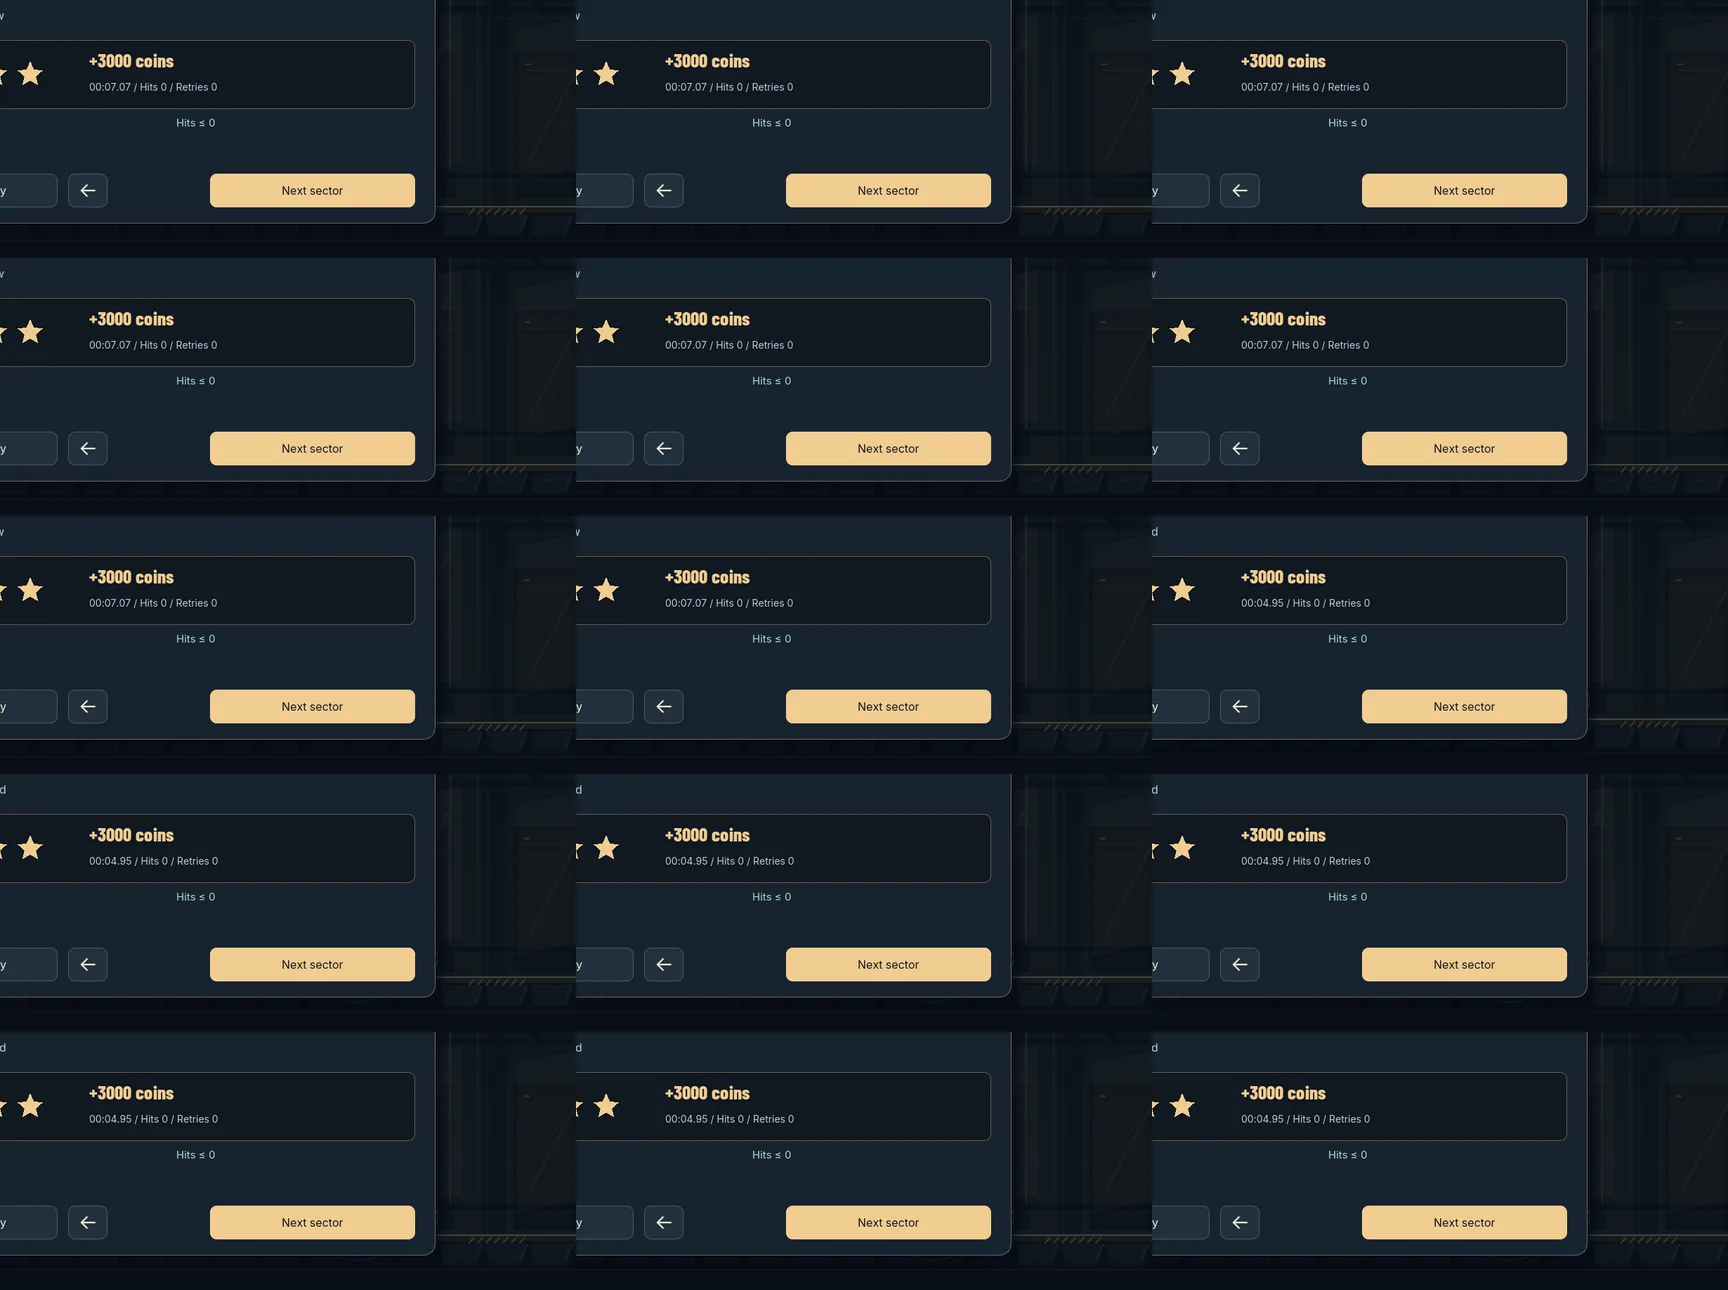 w w w
+3000 coins +3000 coins +3000 coins
00:07.07 / Hits 0 / Retries 0 00:07.07 / Hits 0 / Retries 0 00:07.07 / Hits 0 / Retries 0
Hits ≤ 0 Hits ≤ 0 Hits ≤ 0
y Next sector y Next sector y Next sector
w w w
+3000 coins +3000 coins +3000 coins
00:07.07 / Hits 0 / Retries 0 00:07.07 / Hits 0 / Retries 0 00:07.07 / Hits 0 / Retries 0
Hits ≤ 0 Hits ≤ 0 Hits ≤ 0
y Next sector y Next sector y Next sector
w w d
+3000 coins +3000 coins +3000 coins
00:07.07 / Hits 0 / Retries 0 00:07.07 / Hits 0 / Retries 0 00:04.95 / Hits 0 / Retries 0
Hits ≤ 0 Hits ≤ 0 Hits ≤ 0
y Next sector y Next sector y Next sector
d d d
+3000 coins +3000 coins +3000 coins
00:04.95 / Hits 0 / Retries 0 00:04.95 / Hits 0 / Retries 0 00:04.95 / Hits 0 / Retries 0
Hits ≤ 0 Hits ≤ 0 Hits ≤ 0
y Next sector y Next sector y Next sector
d d d
+3000 coins +3000 coins +3000 coins
00:04.95 / Hits 0 / Retries 0 00:04.95 / Hits 0 / Retries 0 00:04.95 / Hits 0 / Retries 0
Hits ≤ 0 Hits ≤ 0 Hits ≤ 0
y Next sector y Next sector y Next sector